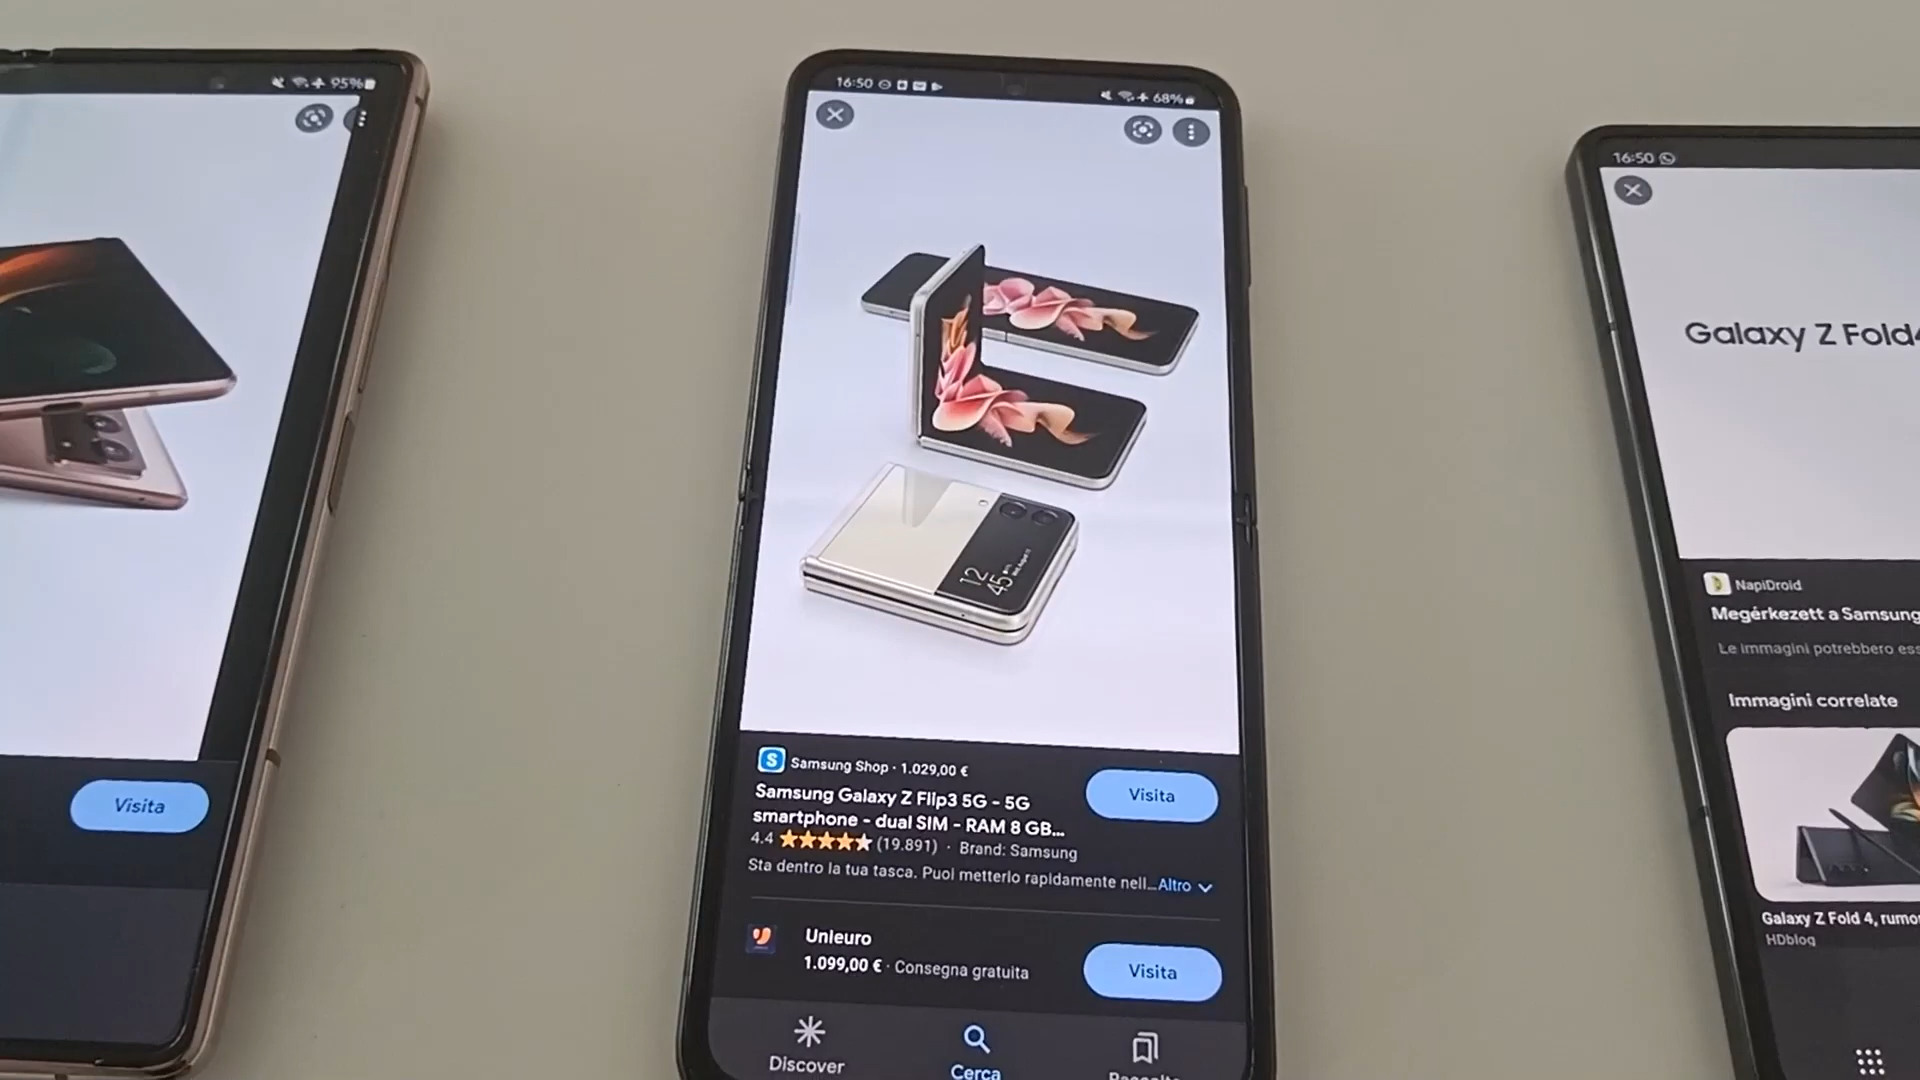 95%
Visita
16:50
68%
12
45
Samsung Shop · 1.029,00 €
Samsung Galaxy Z Flip3 5G - 5G
smartphone - dual SIM - RAM 8 GB...
4.4 (19.891) · Brand: Samsung
Sta dentro la tua tasca. Puoi metterlo rapidamente nell... Altro
Visita
Unieuro
1.099,00 € · Consegna gratuita
Visita
Discover
Cerca
16:50
Galaxy Z Fold4
NapiDroid
Megérkezett a Samsung
Le immagini potrebbero ess
Immagini correlate
Galaxy Z Fold 4, rumo
HDblog